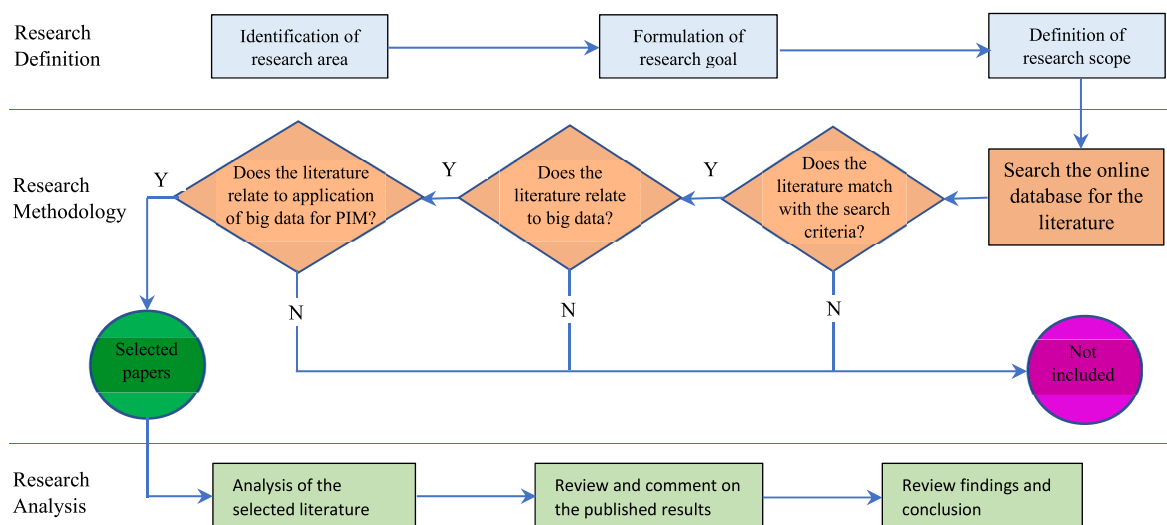 Research
Definition
Identification of
research area
Formulation of
research goal
Definition of
research scope
Research
Methodology
Y
Does the literature
relate to application
of big data for PIM?
Y
Does the
literature relate
to big data?
Y
Does the
literature match
with the search
criteria?
Search the online
database for the
literature
N
N
N
Selected
papers
Not
included
Research
Analysis
Analysis of the
selected literature
Review and comment on
the published results
Review findings and
conclusion